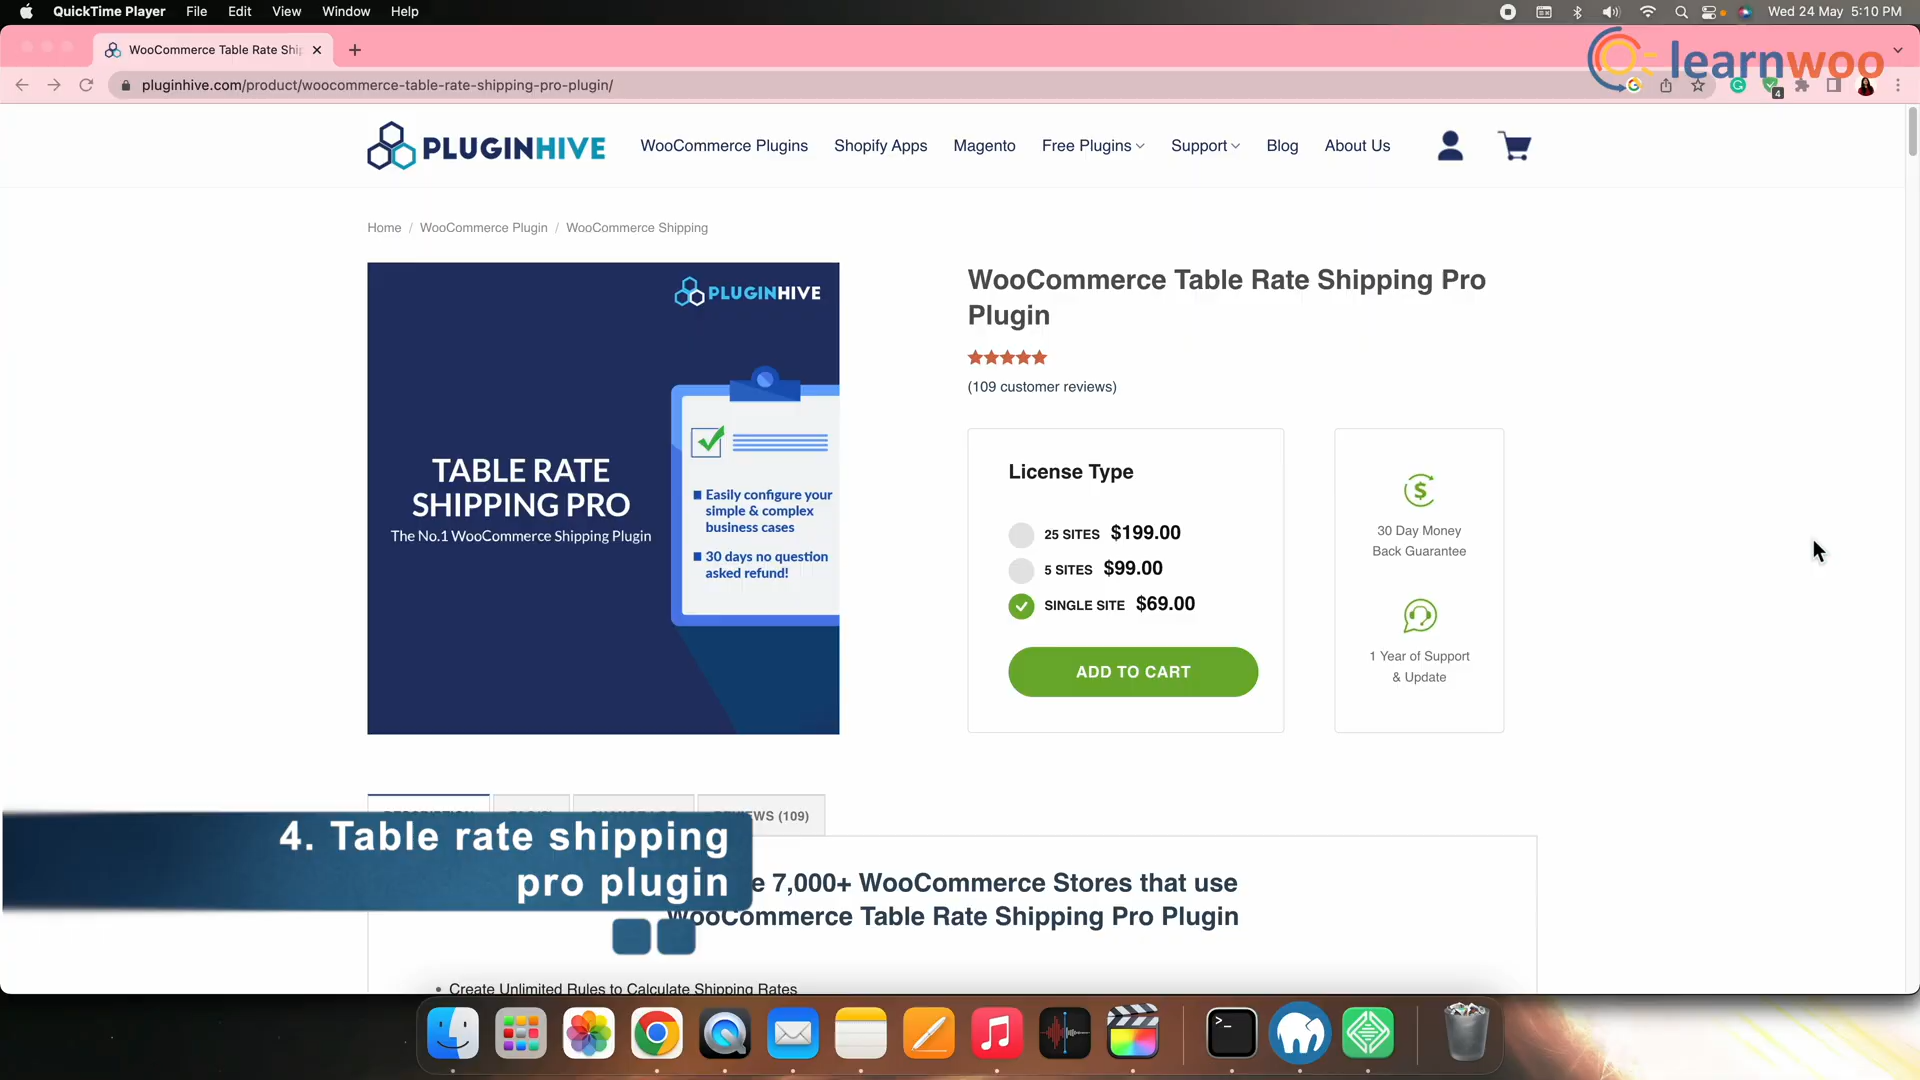 QuickTime Player File Edit View Window Help
Wed 24 May 5:10 PM
WooCommerce Table Rate Ship
learnwoo
pluginhive.com/product/woocommerce-table-rate-shipping-pro-plugin/
4
PLUGINHIVE
WooCommerce Plugins Shopify Apps Magento Free Plugins Support Blog About Us
Home / WooCommerce Plugin / WooCommerce Shipping
PLUGINHIVE
TABLE RATE
SHIPPING PRO
The No.1 WooCommerce Shipping Plugin
Easily configure your
simple & complex
business cases
30 days no question
asked refund!
WooCommerce Table Rate Shipping Pro
Plugin
(109 customer reviews)
License Type
25 SITES $199.00
5 SITES $99.00
SINGLE SITE $69.00
ADD TO CART
30 Day Money
Back Guarantee
1 Year of Support
& Update
4. Table rate shipping
pro plugin
7,000+ WooCommerce Stores that use
WooCommerce Table Rate Shipping Pro Plugin
• Create Unlimited Rules to Calculate Shipping Rates